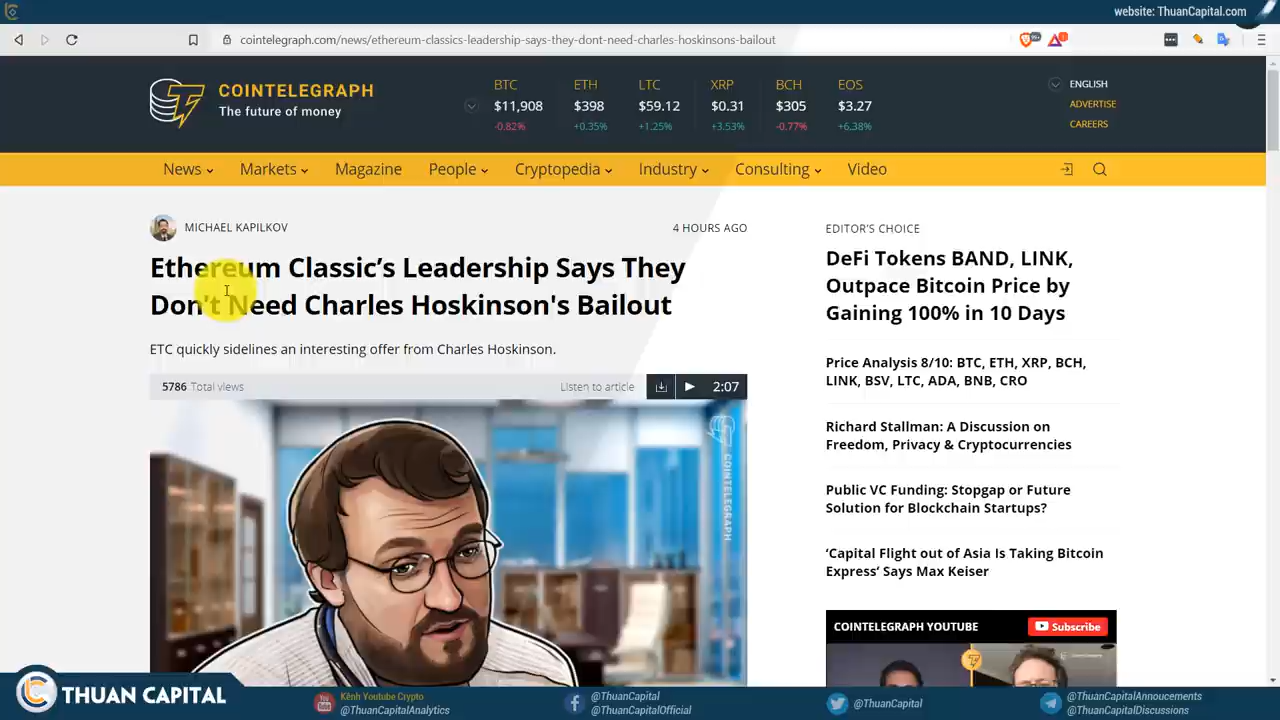 website: ThuanCapital.com
cointelegraph.com/news/ethereum-classics-leadership-says-they-dont-need-charles-hoskinsons-bailout
99+
COINTELEGRAPH
The future of money
BTC ETH LTC XRP BCH EOS
$11,908 $398 $59.12 $0.31 $305 $3.27
-0.82% +0.35% +1.25% +3.53% -0.77% +6.38%
ENGLISH
ADVERTISE
CAREERS
News Markets Magazine People Cryptopedia Industry Consulting Video
MICHAEL KAPILKOV
4 HOURS AGO
Ethereum Classic’s Leadership Says They
Don't Need Charles Hoskinson's Bailout
ETC quickly sidelines an interesting offer from Charles Hoskinson.
5786 Total views
Listen to article
2:07
COINTELEGRAPH
EDITOR'S CHOICE
DeFi Tokens BAND, LINK,
Outpace Bitcoin Price by
Gaining 100% in 10 Days
Price Analysis 8/10: BTC, ETH, XRP, BCH,
LINK, BSV, LTC, ADA, BNB, CRO
Richard Stallman: A Discussion on
Freedom, Privacy & Cryptocurrencies
Public VC Funding: Stopgap or Future
Solution for Blockchain Startups?
‘Capital Flight out of Asia Is Taking Bitcoin
Express’ Says Max Keiser
COINTELEGRAPH YOUTUBE
Subscribe
THUAN CAPITAL
Kênh Youtube Crypto
@ThuanCapitalAnalytics
@ThuanCapital
@ThuanCapitalOfficial
@ThuanCapital
@ThuanCapitalAnnoucements
@ThuanCapitalDiscussions